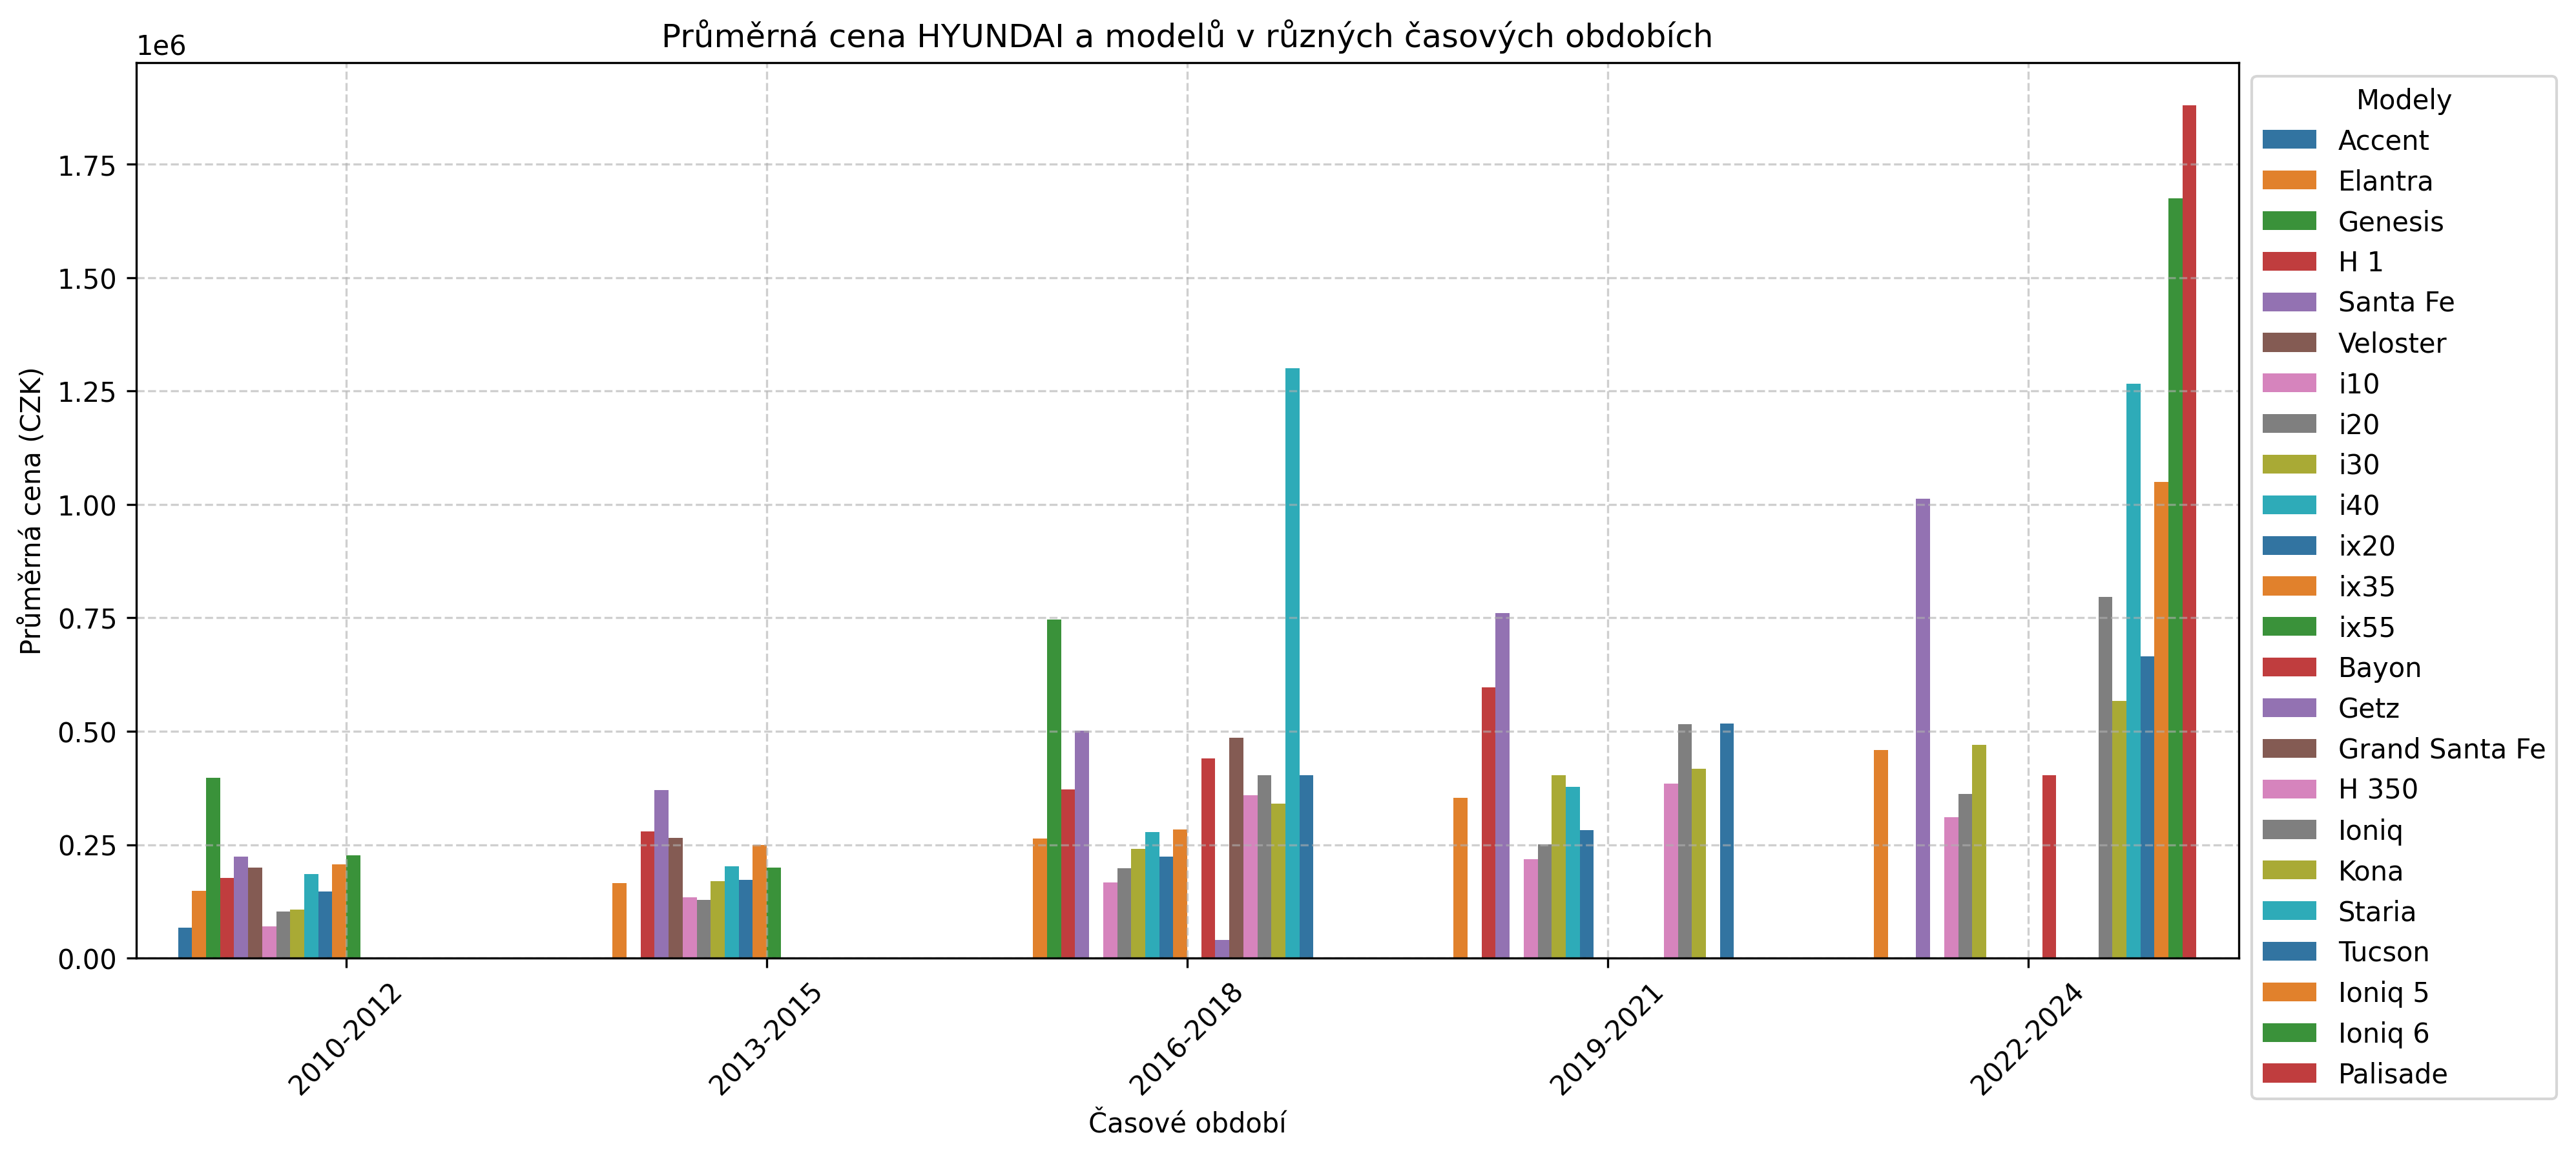 Průměrná cena HYUNDAI a modelů v různých časových obdobích
1e6
1.75
1.50
1.25
1.00
0.75
0.50
0.25
0.00
Průměrná cena (CZK)
2010-2012
2013-2015
2016-2018
2019-2021
2022-2024
Časové období
Modely
Accent
Elantra
Genesis
H 1
Santa Fe
Veloster
i10
i20
i30
i40
ix20
ix35
ix55
Bayon
Getz
Grand Santa Fe
H 350
Ioniq
Kona
Staria
Tucson
Ioniq 5
Ioniq 6
Palisade